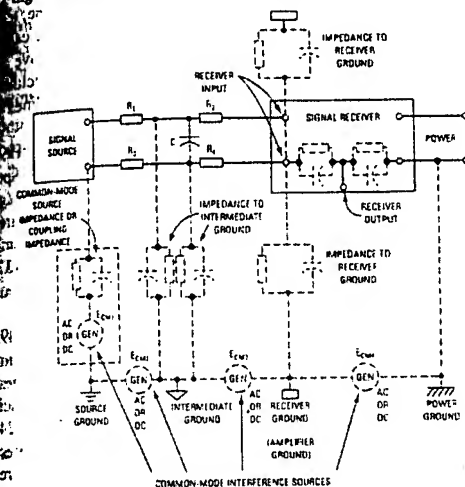 IMPEDANCE TO
RECEIVER
GROUND
RECEIVER
INPUT
R1
R2
SIGNAL RECEIVER
SIGNAL
SOURCE
C
POWER
R3
R4
COMMON-MODE
SOURCE
IMPEDANCE OR
COUPLING
IMPEDANCE
IMPEDANCE TO
INTERMEDIATE
GROUND
RECEIVER
OUTPUT
IMPEDANCE TO
RECEIVER
GROUND
AC
OR
DC
GEN
ECM1
ECM2
GEN
AC
OR
DC
ECM3
GEN
AC
OR
DC
ECM4
GEN
AC
OR
DC
SOURCE
GROUND
INTERMEDIATE
GROUND
RECEIVER
GROUND
(AMPLIFIER
GROUND)
POWER
GROUND
COMMON-MODE INTERFERENCE SOURCES